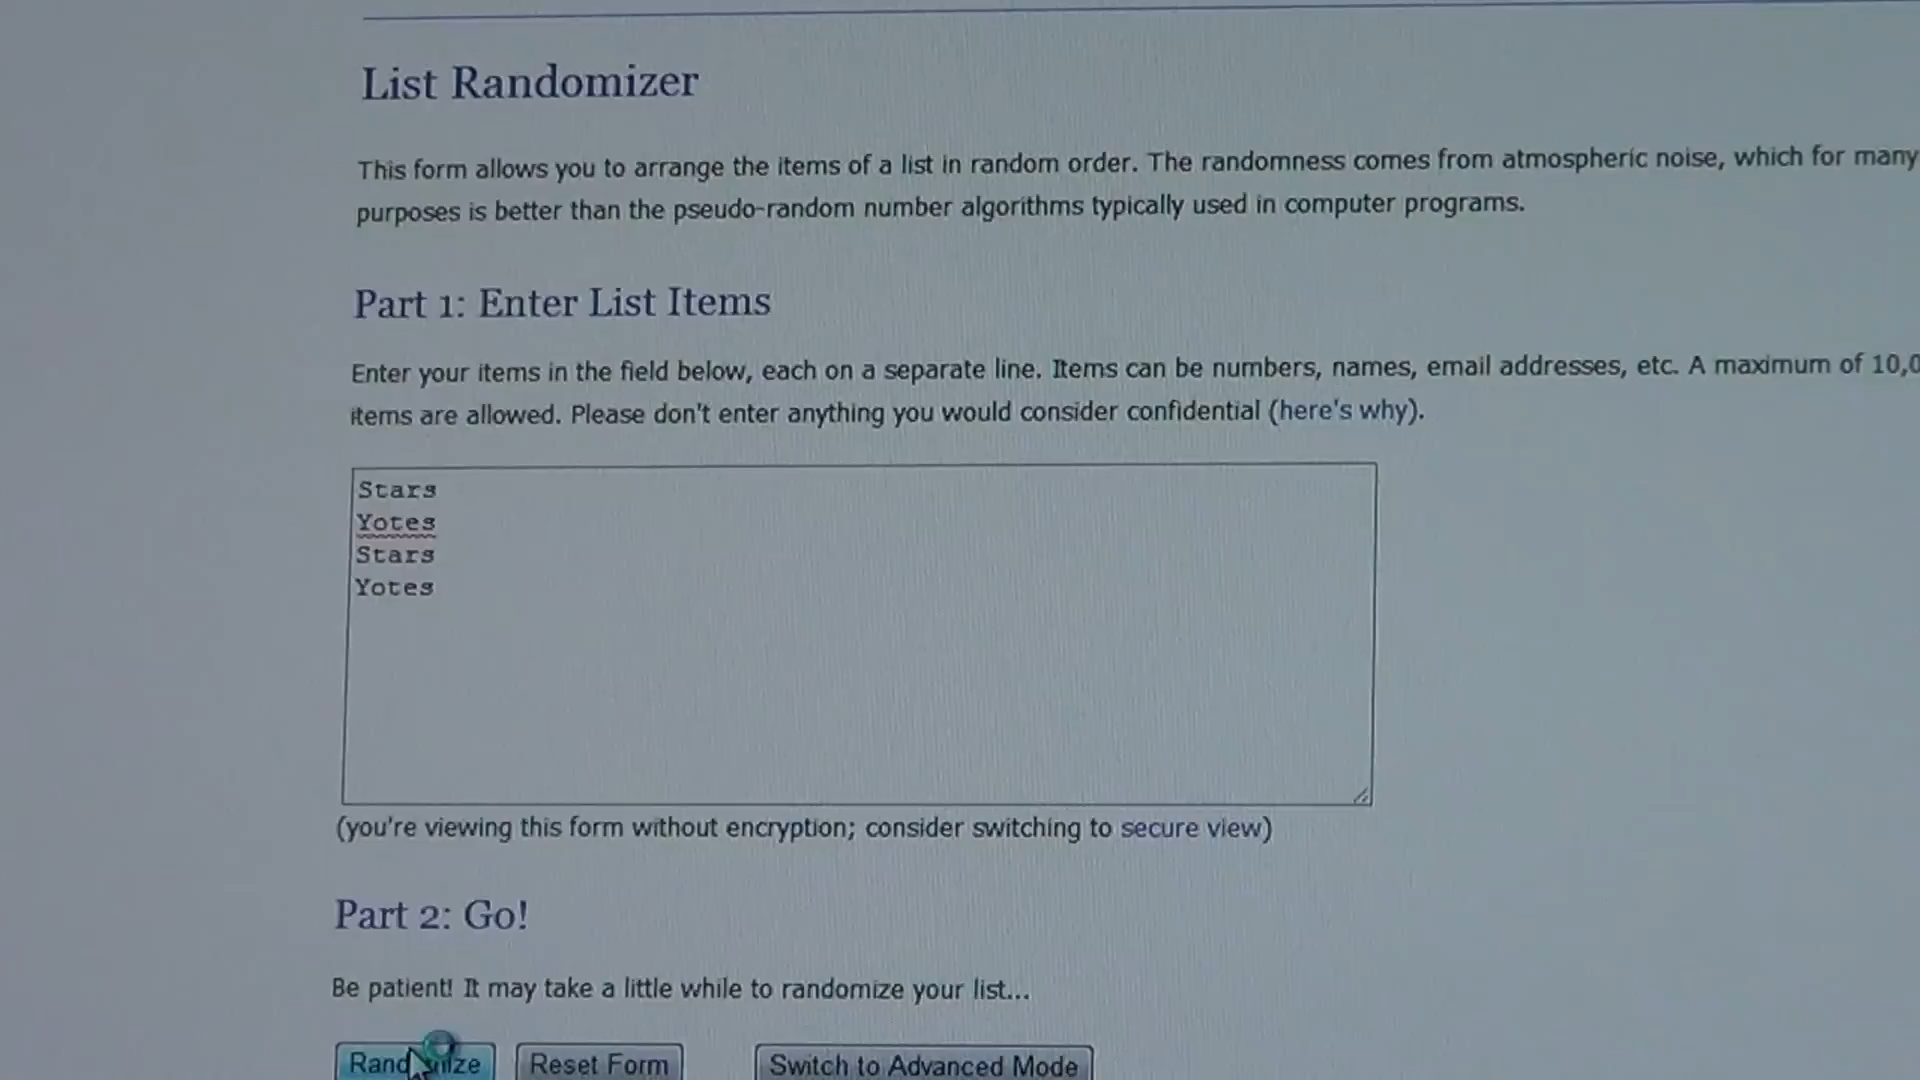 List Randomizer
This form allows you to arrange the items of a list in random order. The randomness comes from atmospheric noise, which for many
purposes is better than the pseudo-random number algorithms typically used in computer programs.
Part 1: Enter List Items
Enter your items in the field below, each on a separate line. Items can be numbers, names, email addresses, etc. A maximum of 10,0
items are allowed. Please don't enter anything you would consider confidential (here's why).
Stars
Yotes
Stars
Yotes
(you're viewing this form without encryption; consider switching to secure view)
Part 2: Go!
Be patient! It may take a little while to randomize your list...
Randomize Reset Form Switch to Advanced Mode